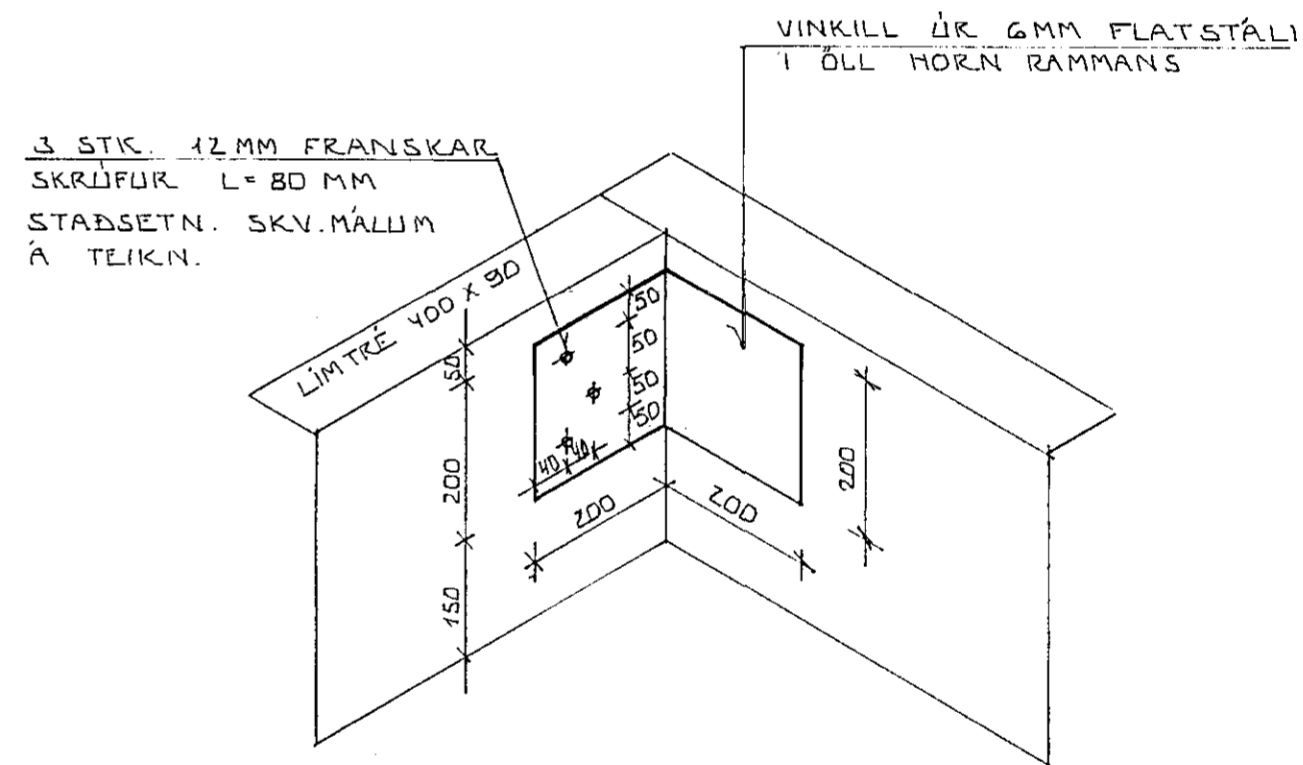 VINKILL ÚR 6MM FLATSTÁLI
Í ÖLL HORN RAMMANS
3 STK. 12MM FRANSKAR
SKRÚFUR L=80 MM
STAÐSETN. SKV.MÁLUM
Á TEIKN.
LÍMTRÉ 400 X 90
50
200
150
50
50
50
50
40
40
200
200
200